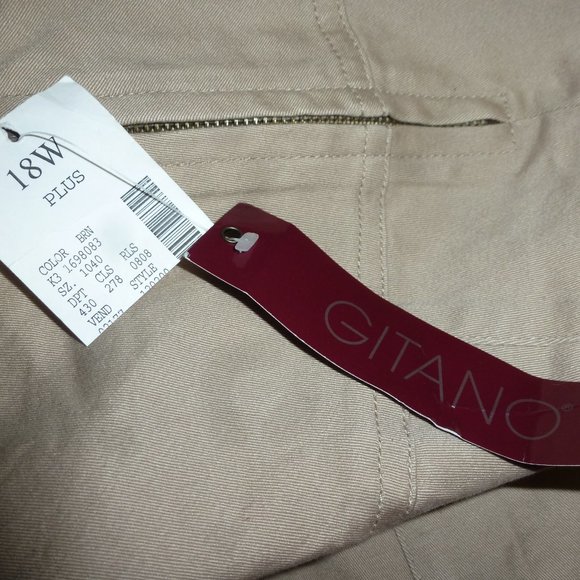 18W
PLUS
COLOR BRN
K3 1698083
SZ. 1040
DPT CLS RLS
430 278 0808
VEND STYLE
GITANO®